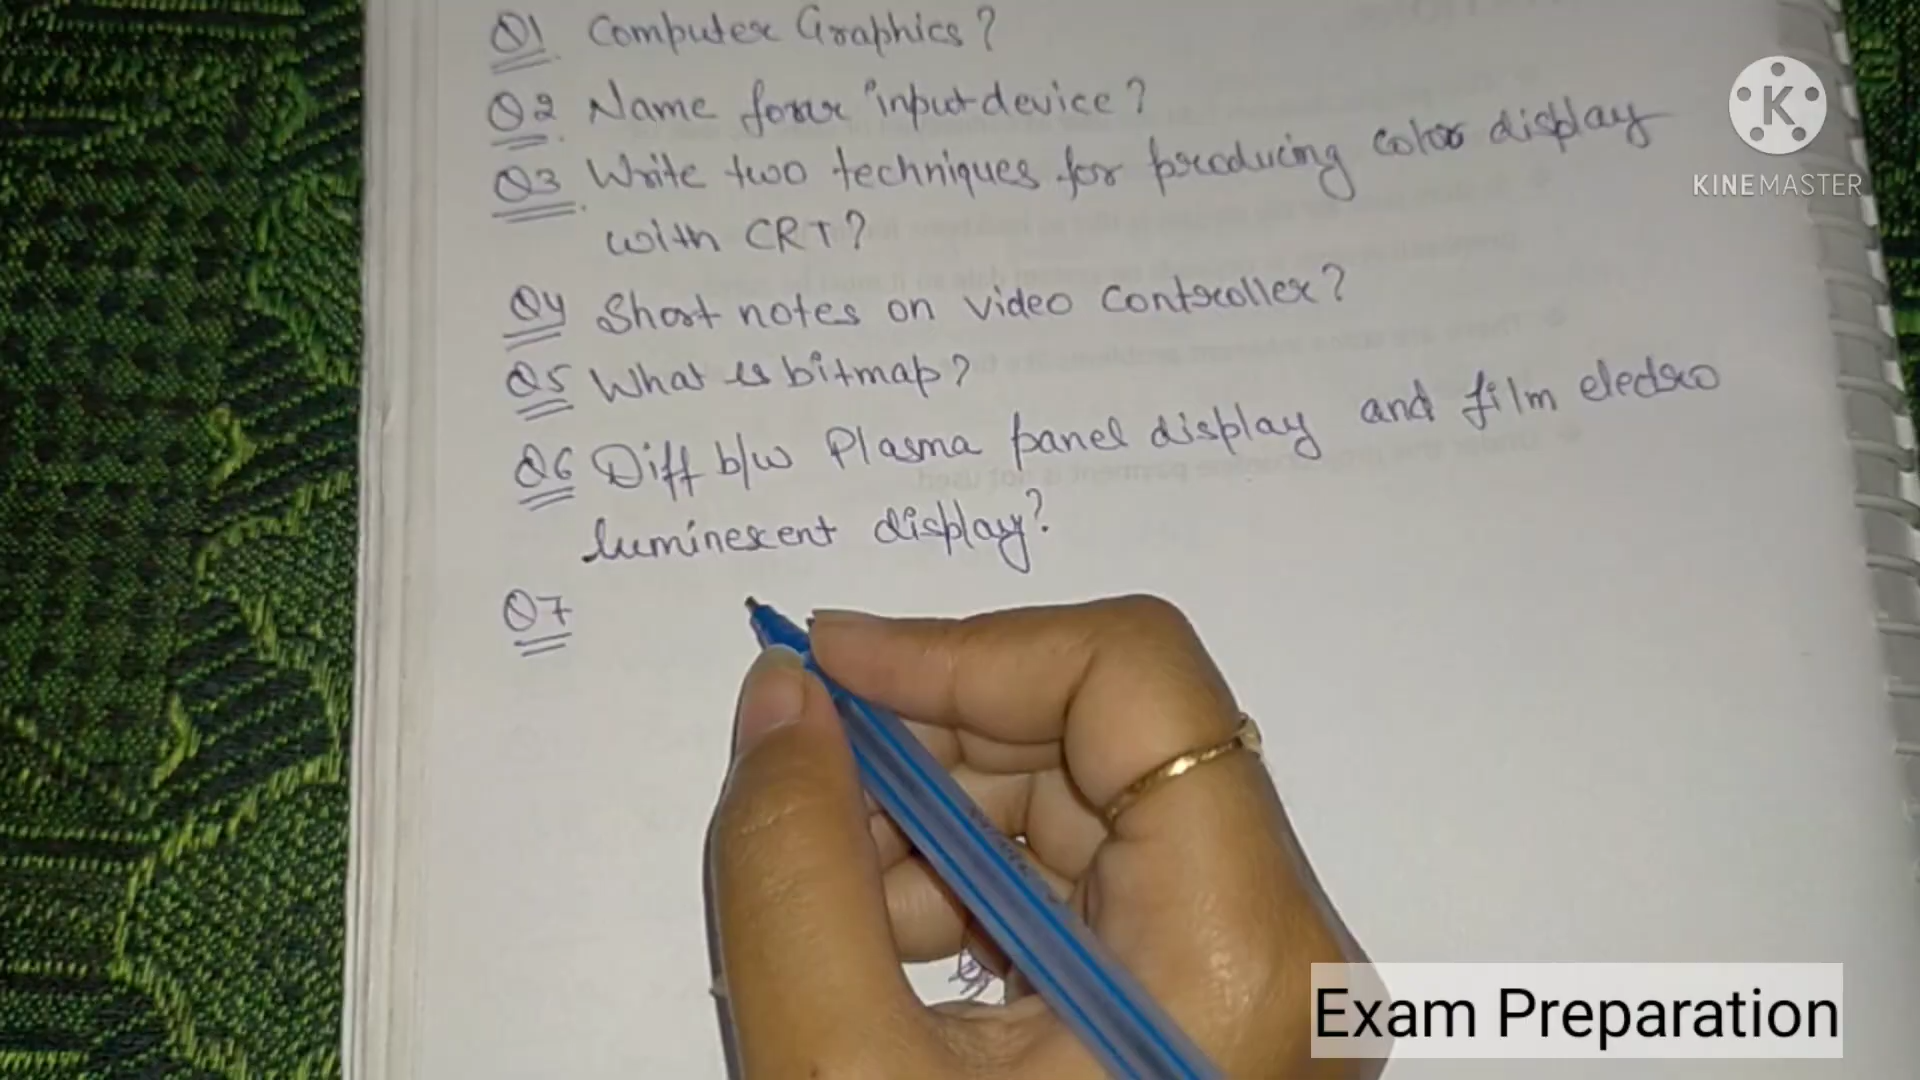 Q1 Computer Graphics?
Q2. Name four input device?
Q3. Write two techniques for producing color display
with CRT?
Q4 Short notes on video controller?
Q5 What is bitmap?
Q6 Diff b/w Plasma panel display and film electro
luminescent display?
Q7
K
KINEMASTER
Exam Preparation